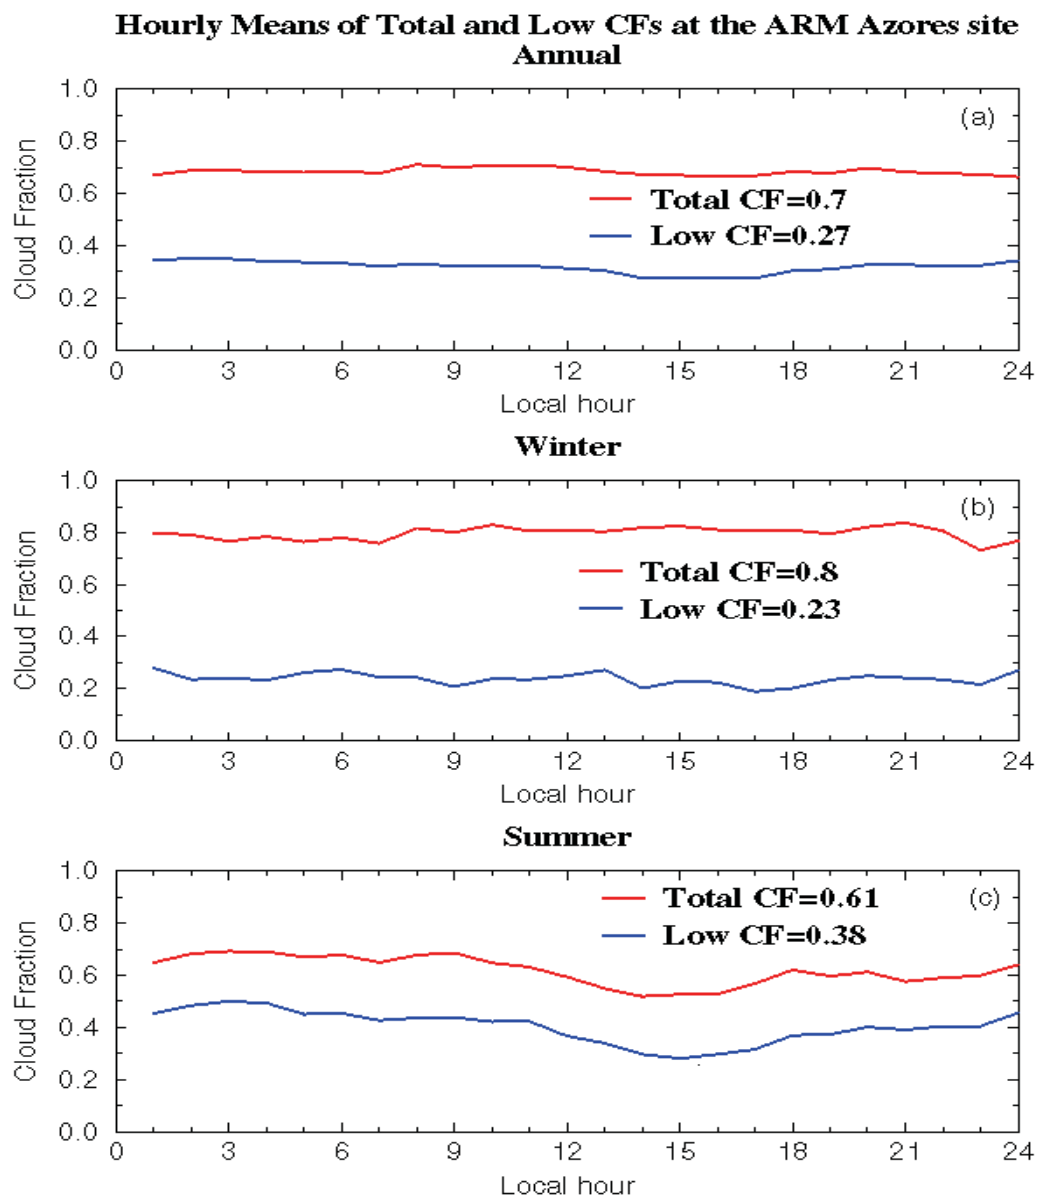 Hourly Means of Total and Low CFs at the ARM Azores site
Annual
1.0
0.8
0.6
0.4
0.2
0.0
Cloud Fraction
(a)
Total CF=0.7
Low CF=0.27
0 3 6 9 12 15 18 21 24
Local hour
Winter
1.0
0.8
0.6
0.4
0.2
0.0
Cloud Fraction
(b)
Total CF=0.8
Low CF=0.23
0 3 6 9 12 15 18 21 24
Local hour
Summer
1.0
0.8
0.6
0.4
0.2
0.0
Cloud Fraction
(c)
Total CF=0.61
Low CF=0.38
0 3 6 9 12 15 18 21 24
Local hour